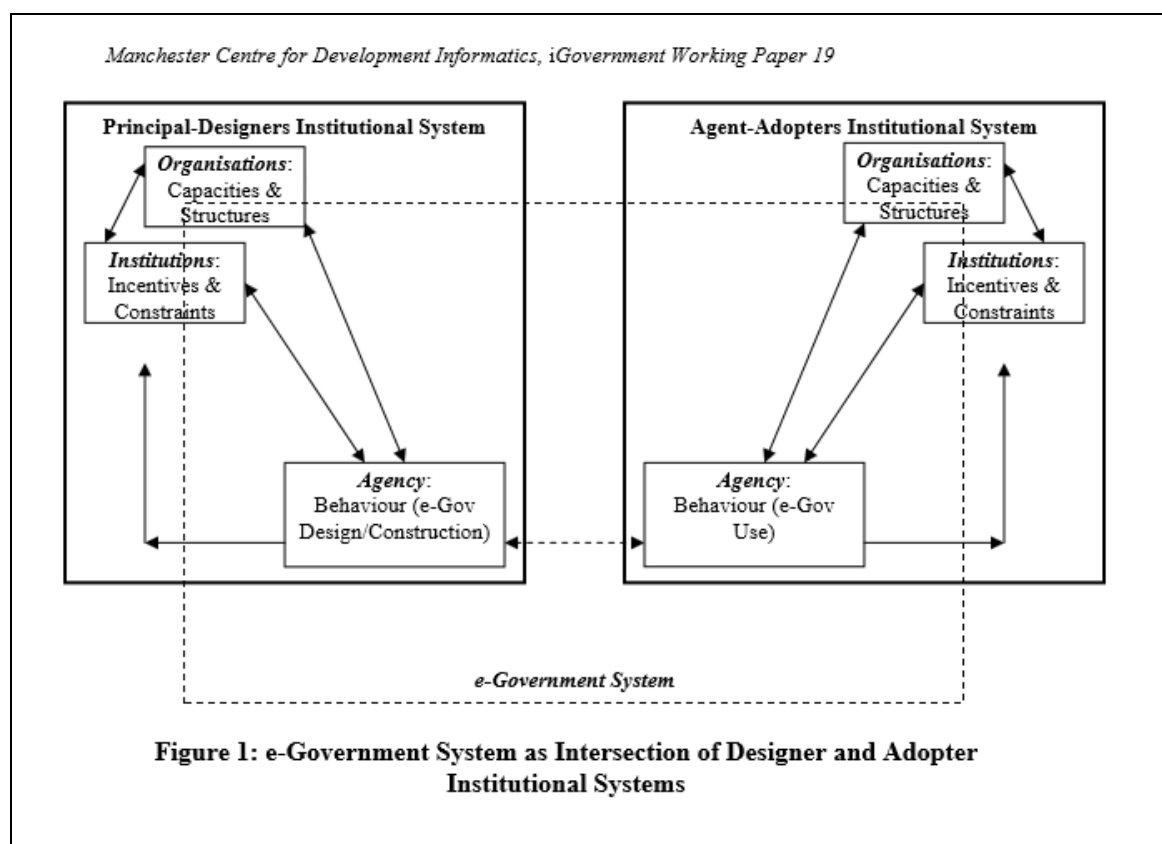 Manchester Centre for Development Informatics, iGovernment Working Paper 19
Principal-Designers Institutional System
Organisations:
Capacities &
Structures
Institutions:
Incentives &
Constraints
Agency:
Behaviour (e-Gov
Design/Construction)
Agent-Adopters Institutional System
Organisations:
Capacities &
Structures
Institutions:
Incentives &
Constraints
Agency:
Behaviour (e-Gov
Use)
e-Government System
Figure 1: e-Government System as Intersection of Designer and Adopter
Institutional Systems